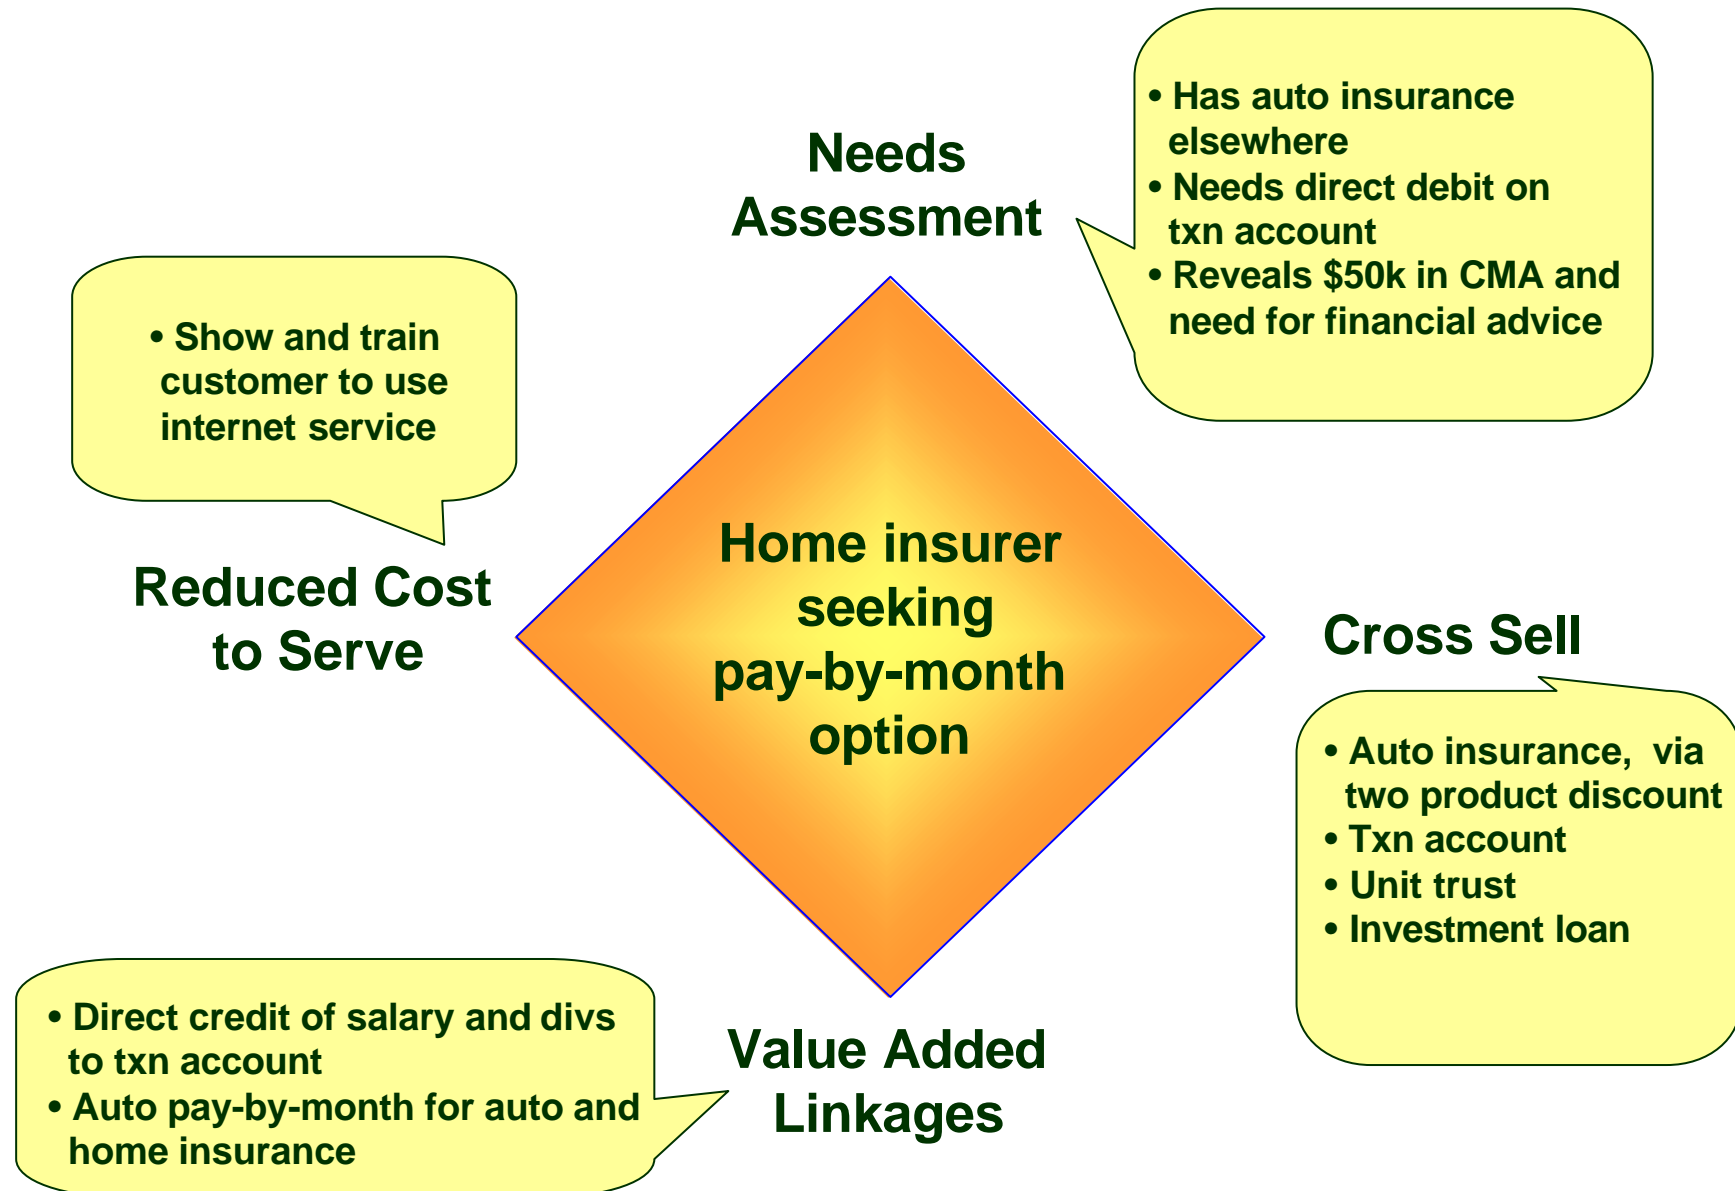 Needs
Assessment
• Has auto insurance
elsewhere
• Needs direct debit on
txn account
• Reveals $50k in CMA and
need for financial advice
• Show and train
customer to use
internet service
Reduced Cost
to Serve
Home insurer
seeking
pay-by-month
option
Cross Sell
• Auto insurance, via
two product discount
• Txn account
• Unit trust
• Investment loan
• Direct credit of salary and divs
to txn account
• Auto pay-by-month for auto and
home insurance
Value Added
Linkages